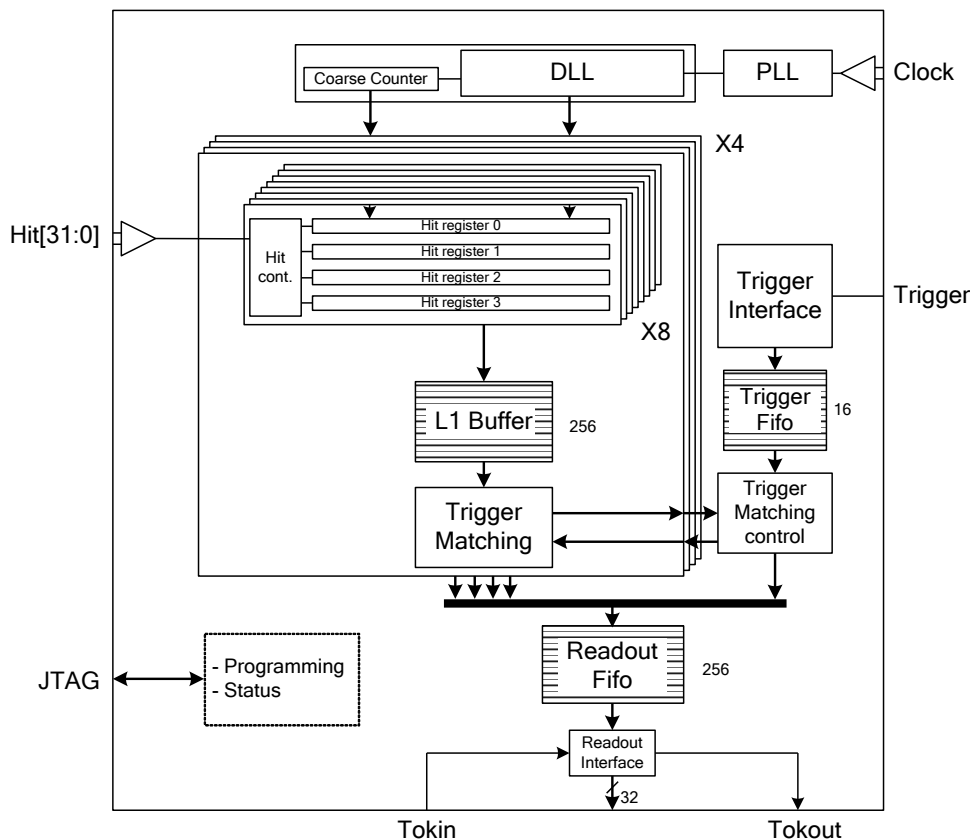 Coarse Counter
DLL
PLL
Clock
X4
Hit[31:0]
Hit
cont.
Hit register 0
Hit register 1
Hit register 2
Hit register 3
X8
Trigger
Interface
Trigger
L1 Buffer
256
Trigger
Fifo
16
Trigger
Matching
Trigger
Matching
control
Readout
Fifo
256
JTAG
- Programming
- Status
Readout
Interface
32
Tokin
Tokout